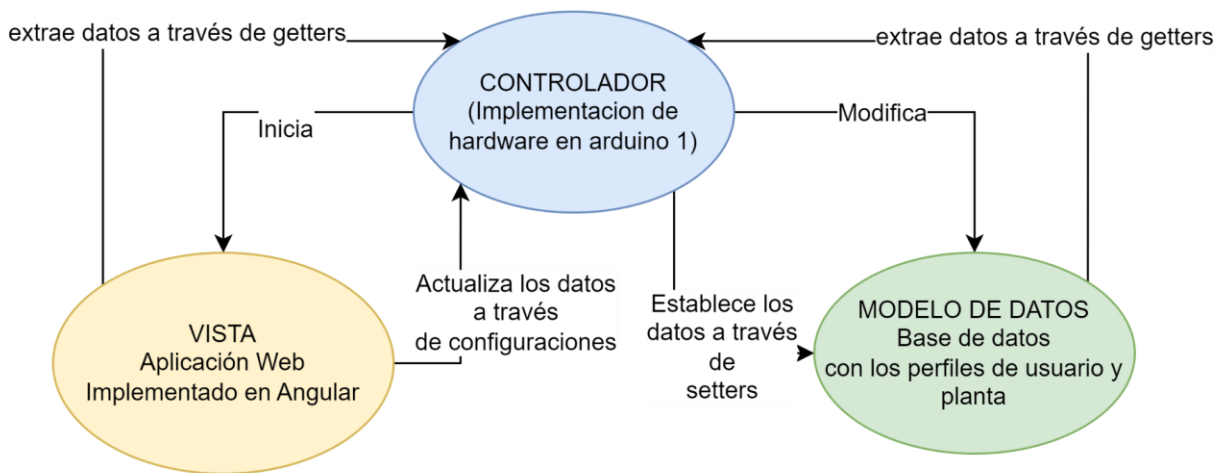 extrae datos a través de getters
extrae datos a través de getters
CONTROLADOR
(Implementacion de
hardware en arduino 1)
Inicia
Modifica
Actualiza los datos
a través
de configuraciones
Establece los
datos a través
de
setters
VISTA
Aplicación Web
Implementado en Angular
MODELO DE DATOS
Base de datos
con los perfiles de usuario y
planta